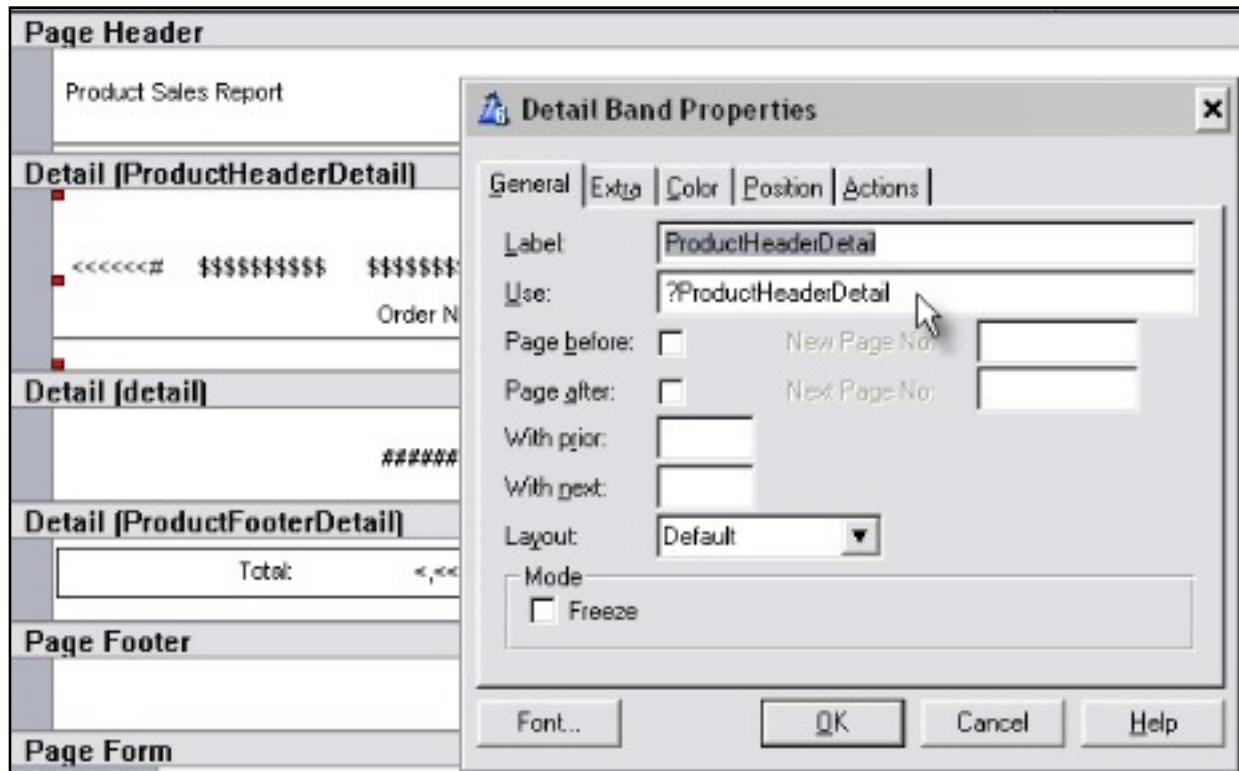 Page Header
Product Sales Report
Detail (ProductHeaderDetail)
<<<<<<# $$$$$$$$$$ $$$$$$$$
Order N
Detail (detail)
######
Detail (ProductFooterDetail)
Total: <,<<
Page Footer
Page Form
Detail Band Properties
General Extra Color Position Actions
Label: ProductHeaderDetail
Use: ?ProductHeaderDetail
Page before: New Page No:
Page after: Next Page No:
With prior:
With next:
Layout: Default
Mode
Freeze
Font... OK Cancel Help